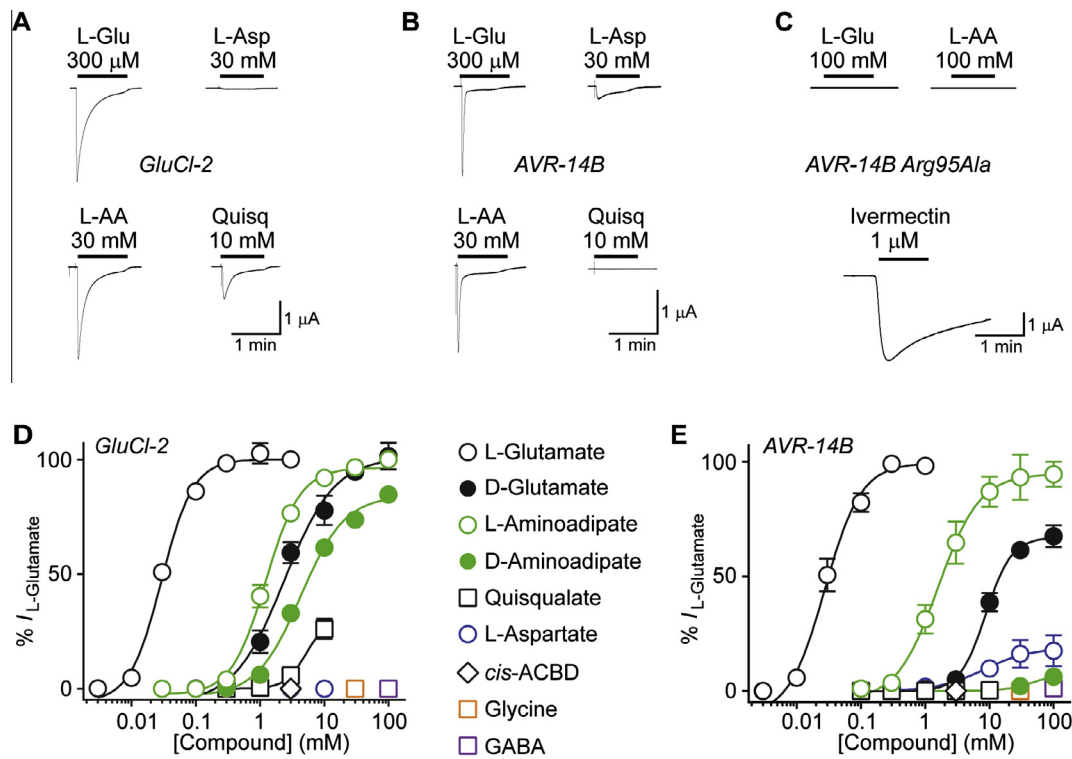 A
L-Glu
300 μM
L-Asp
30 mM
GluCl-2
L-AA
30 mM
Quisq
10 mM
1 μA
1 min
B
L-Glu
300 μM
L-Asp
30 mM
AVR-14B
L-AA
30 mM
Quisq
10 mM
1 μA
1 min
C
L-Glu
100 mM
L-AA
100 mM
AVR-14B Arg95Ala
Ivermectin
1 μM
1 μA
1 min
D
GluCl-2
100
50
0
% I L-Glutamate
0.01
0.1
1
10
100
[Compound] (mM)
L-Glutamate
D-Glutamate
L-Aminoadipate
D-Aminoadipate
Quisqualate
L-Aspartate
cis-ACBD
Glycine
GABA
E
AVR-14B
100
50
0
% I L-Glutamate
0.01
0.1
1
10
100
[Compound] (mM)